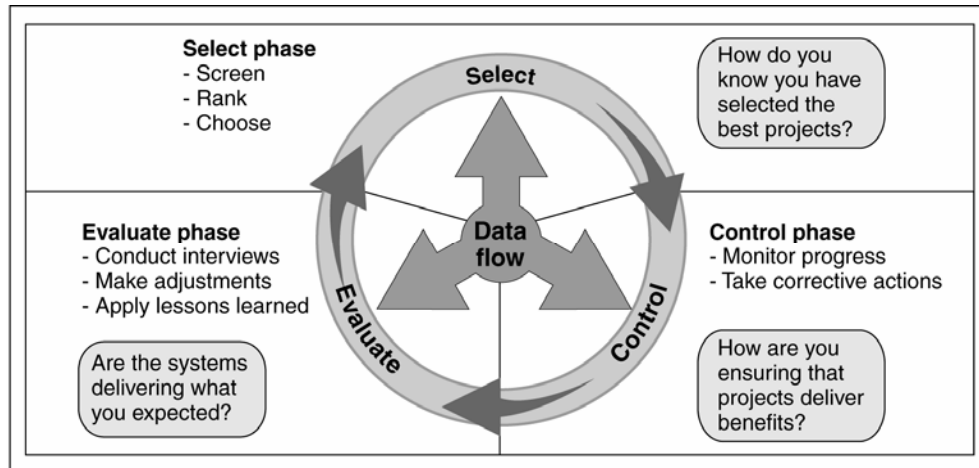 Select phase
- Screen
- Rank
- Choose
Select
How do you
know you have
selected the
best projects?
Data
flow
Evaluate phase
- Conduct interviews
- Make adjustments
- Apply lessons learned
Evaluate
Are the systems
delivering what
you expected?
Control phase
- Monitor progress
- Take corrective actions
Control
How are you
ensuring that
projects deliver
benefits?